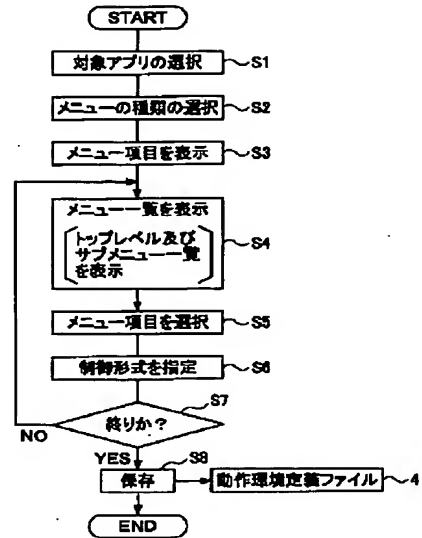 START
対象アプリの選択 S1
メニューの種類の選択 S2
メニュー項目を表示 S3
メニュー一覧を表示
トップレベル及び
サブメニュー一覧
を表示
S4
メニュー項目を選択 S5
制御形式を指定 S6
終りか? S7
NO
YES
保存 S8
動作環境定義ファイル 4
END